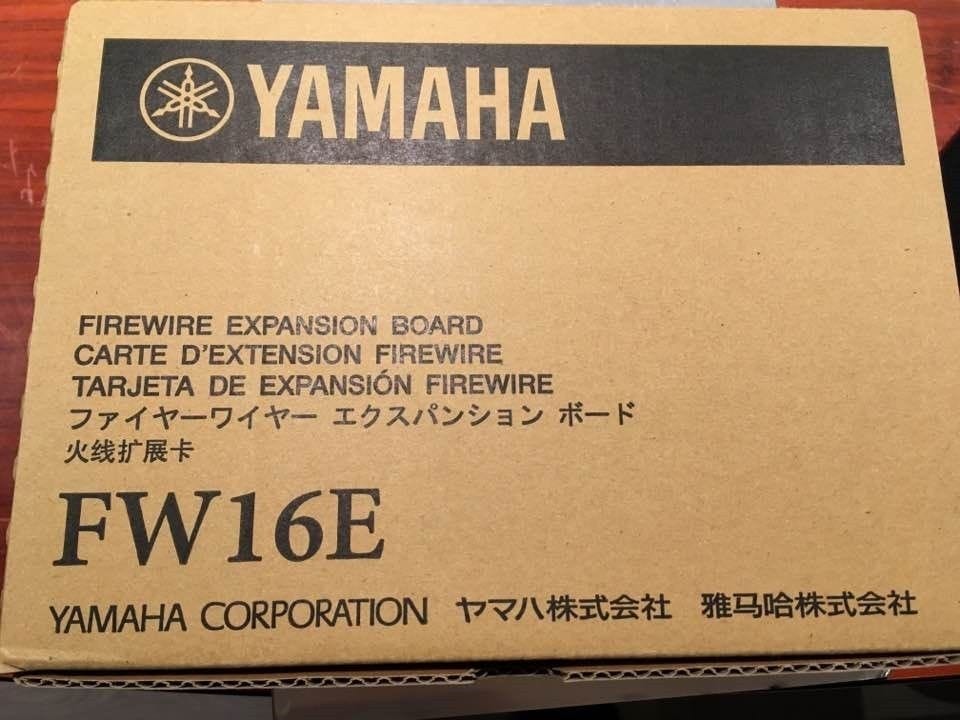 YAMAHA
FIREWIRE EXPANSION BOARD
CARTE D'EXTENSION FIREWIRE
TARJETA DE EXPANSIÓN FIREWIRE
ファイヤーワイヤー エクスパンション ボード
火线扩展卡
FW16E
YAMAHA CORPORATION ヤマハ株式会社 雅马哈株式会社